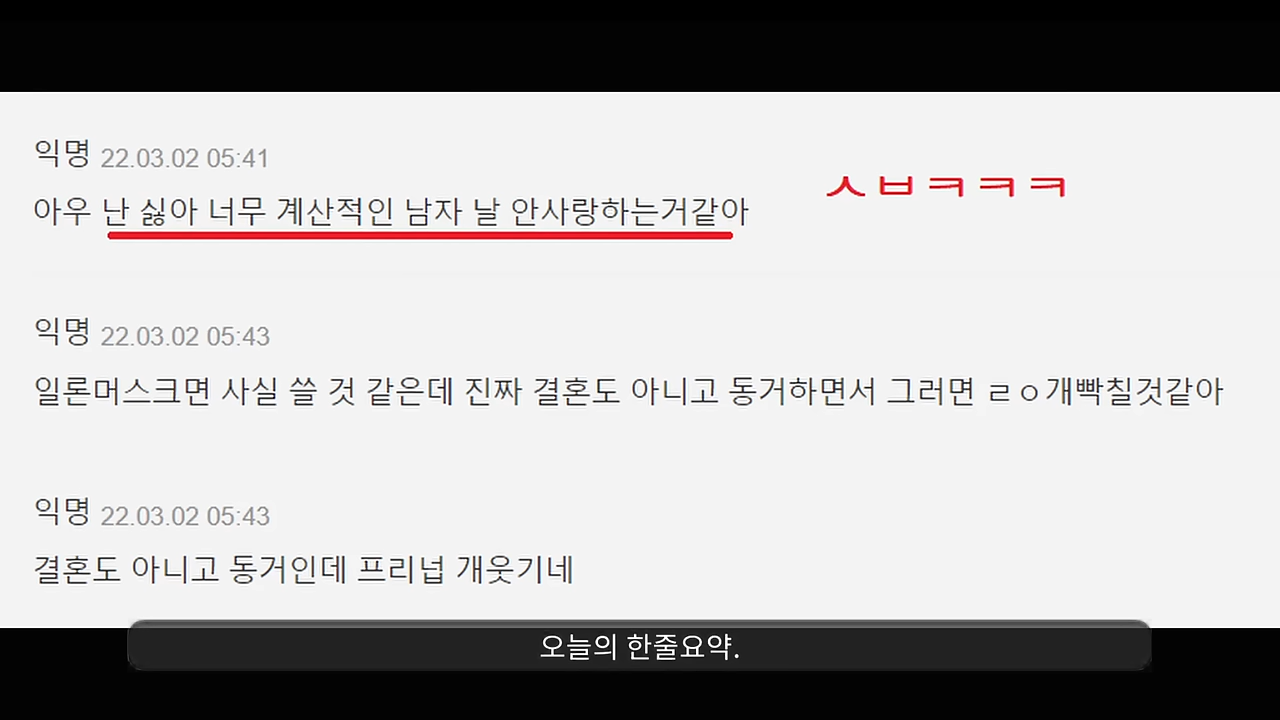 익명 22.03.02 05:41
아우 난 싫아 너무 계산적인 남자 날 안사랑하는거같아
ㅅㅂㅋㅋㅋ
익명 22.03.02 05:43
일론머스크면 사실 쓸 것 같은데 진짜 결혼도 아니고 동거하면서 그러면 ㄹㅇ개빡칠것같아
익명 22.03.02 05:43
결혼도 아니고 동거인데 프리넙 개웃기네
오늘의 한줄요약.